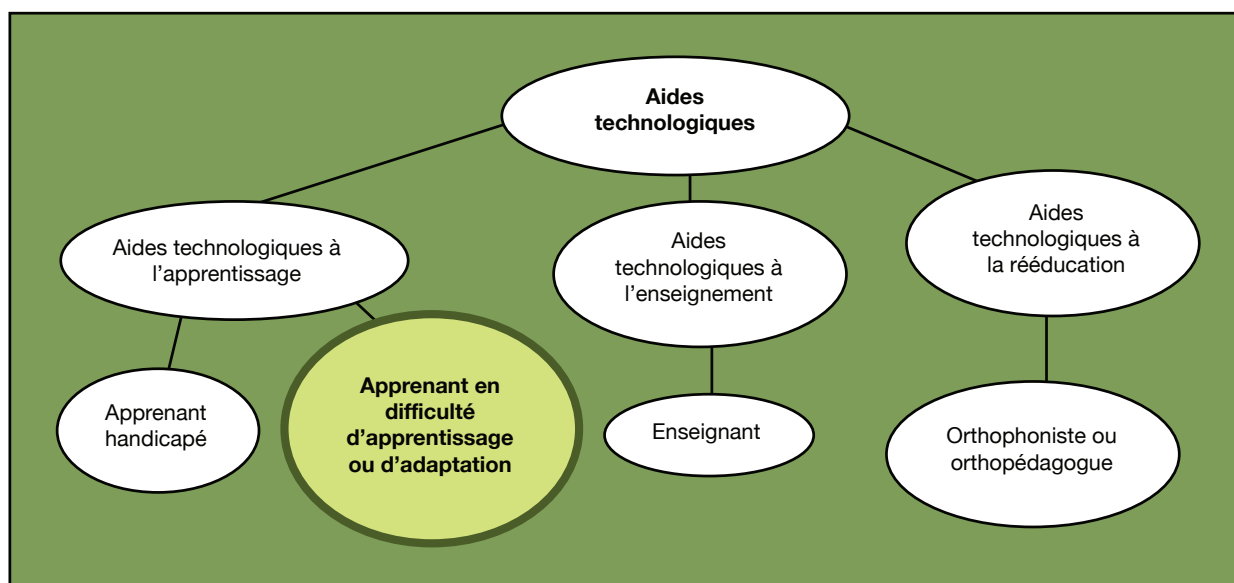 Aides
technologiques
Aides technologiques à
l'apprentissage
Aides
technologiques à
l'enseignement
Aides
technologiques à
la rééducation
Apprenant
handicapé
Apprenant en
difficulté
d'apprentissage
ou d'adaptation
Enseignant
Orthophoniste ou
orthopédagogue